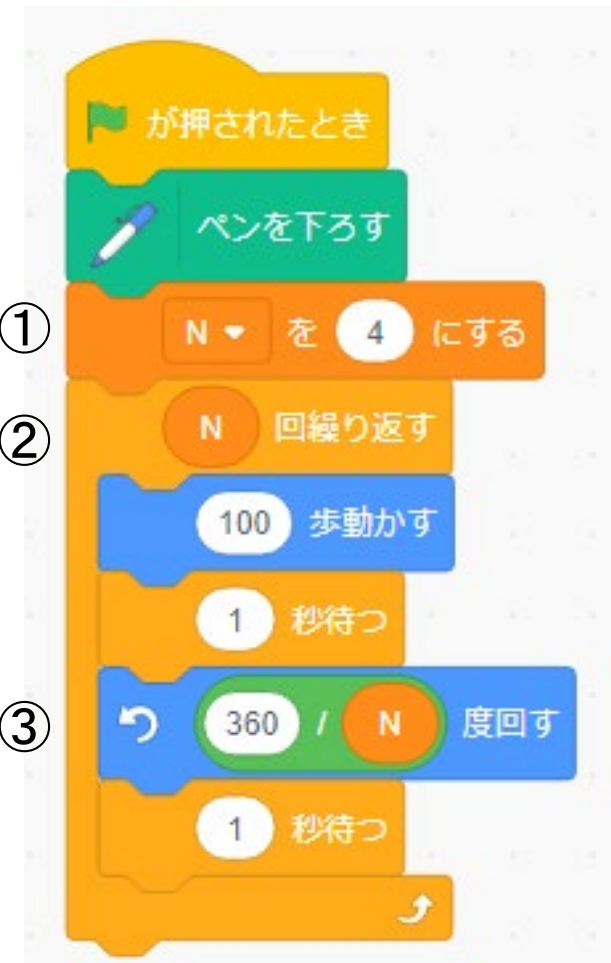 が押されたとき
ペンを下ろす
① N を 4 にする
② N 回繰り返す
100 歩動かす
1 秒待つ
③ 360 / N 度回す
1 秒待つ